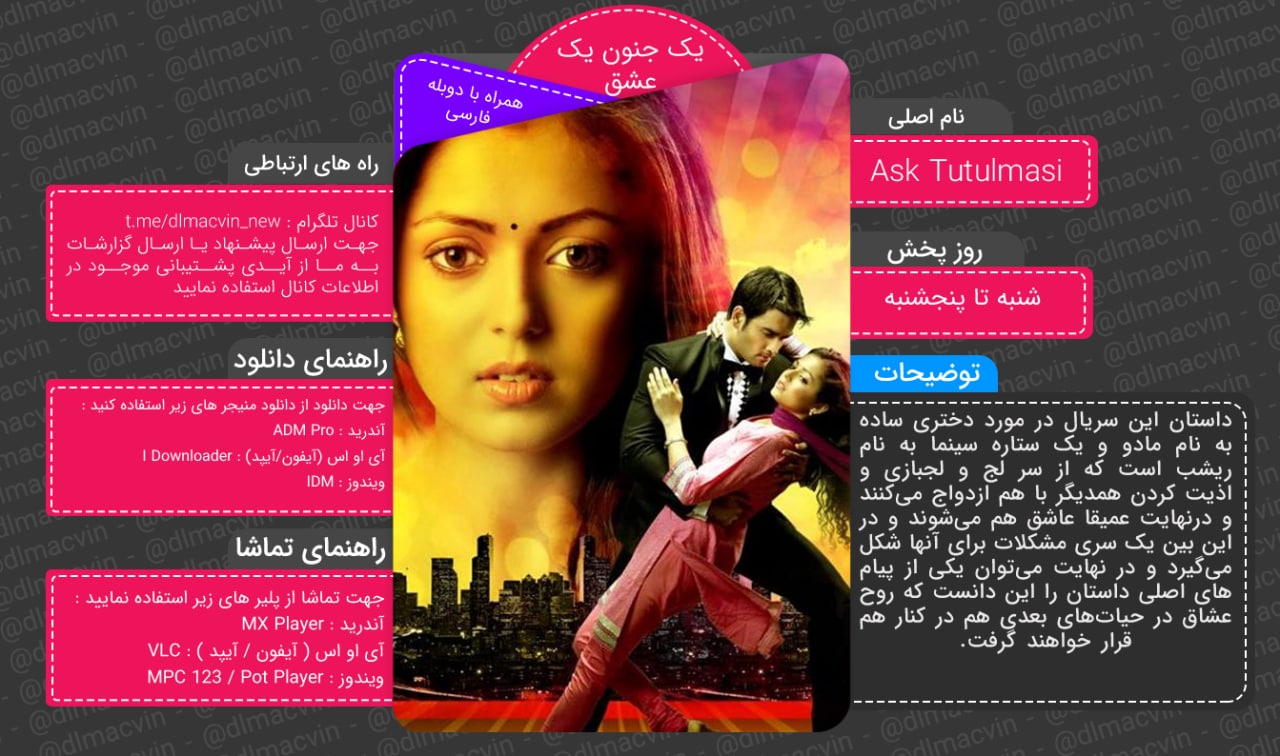 یک جنون یک
عشق
همراه با دوبله
فارسی
نام اصلی
Ask Tutulmasi
روز پخش
شنبه تا پنجشنبه
توضیحات
داستان این سریال در مورد دختری ساده
به نام مادو و یک ستاره سینما به نام
ریشب است که از سر لج و لجبازی و
اذیت کردن همدیگر با هم ازدواج می‌کنند
و درنهایت عمیقا عاشق هم می‌شوند و در
این بین یک سری مشکلات برای آنها شکل
می‌گیرد و در نهایت می‌توان یکی از پیام
های اصلی داستان را این دانست که روح
عشاق در حیات‌های بعدی هم در کنار هم
قرار خواهند گرفت.
راه های ارتباطی
کانال تلگرام : t.me/dlmacvin_new
جهت ارسال پیشنهاد یا ارسال گزارشات
به ما از آیدی پشتیبانی موجود در
اطلاعات کانال استفاده نمایید
راهنمای دانلود
جهت دانلود از دانلود منیجر های زیر استفاده کنید :
آندرید : ADM Pro
آی او اس (آیفون/آیپد) : I Downloader
ویندوز : IDM
راهنمای تماشا
جهت تماشا از پلیر های زیر استفاده نمایید :
آندرید : MX Player
آی او اس ( آیفون / آیپد ) : VLC
ویندوز : MPC 123 / Pot Player
@dlmacvin - @dlmacvin - @dlmacvin